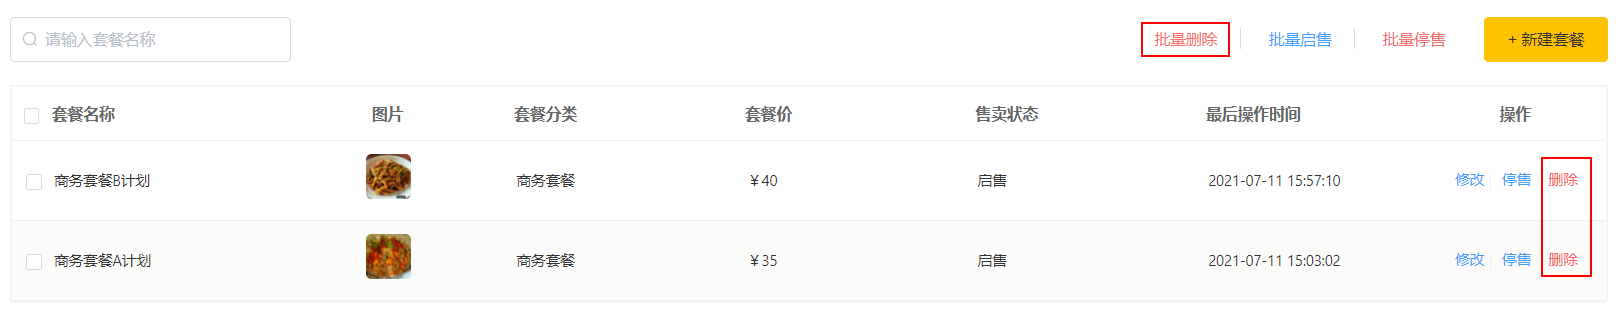 请输入套餐名称 批量删除 批量启售 批量停售 + 新建套餐
套餐名称 图片 套餐分类 套餐价 售卖状态 最后操作时间 操作
商务套餐B计划 商务套餐 ￥40 启售 2021-07-11 15:57:10 修改 停售 删除
商务套餐A计划 商务套餐 ￥35 启售 2021-07-11 15:03:02 修改 停售 删除